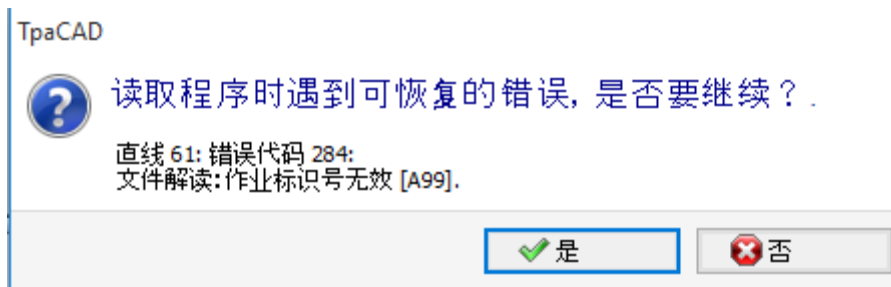 TpaCAD
读取程序时遇到可恢复的错误, 是否要继续？.
直线 61: 错误代码 284:
文件解读:作业标识号无效 [A99].
是
否